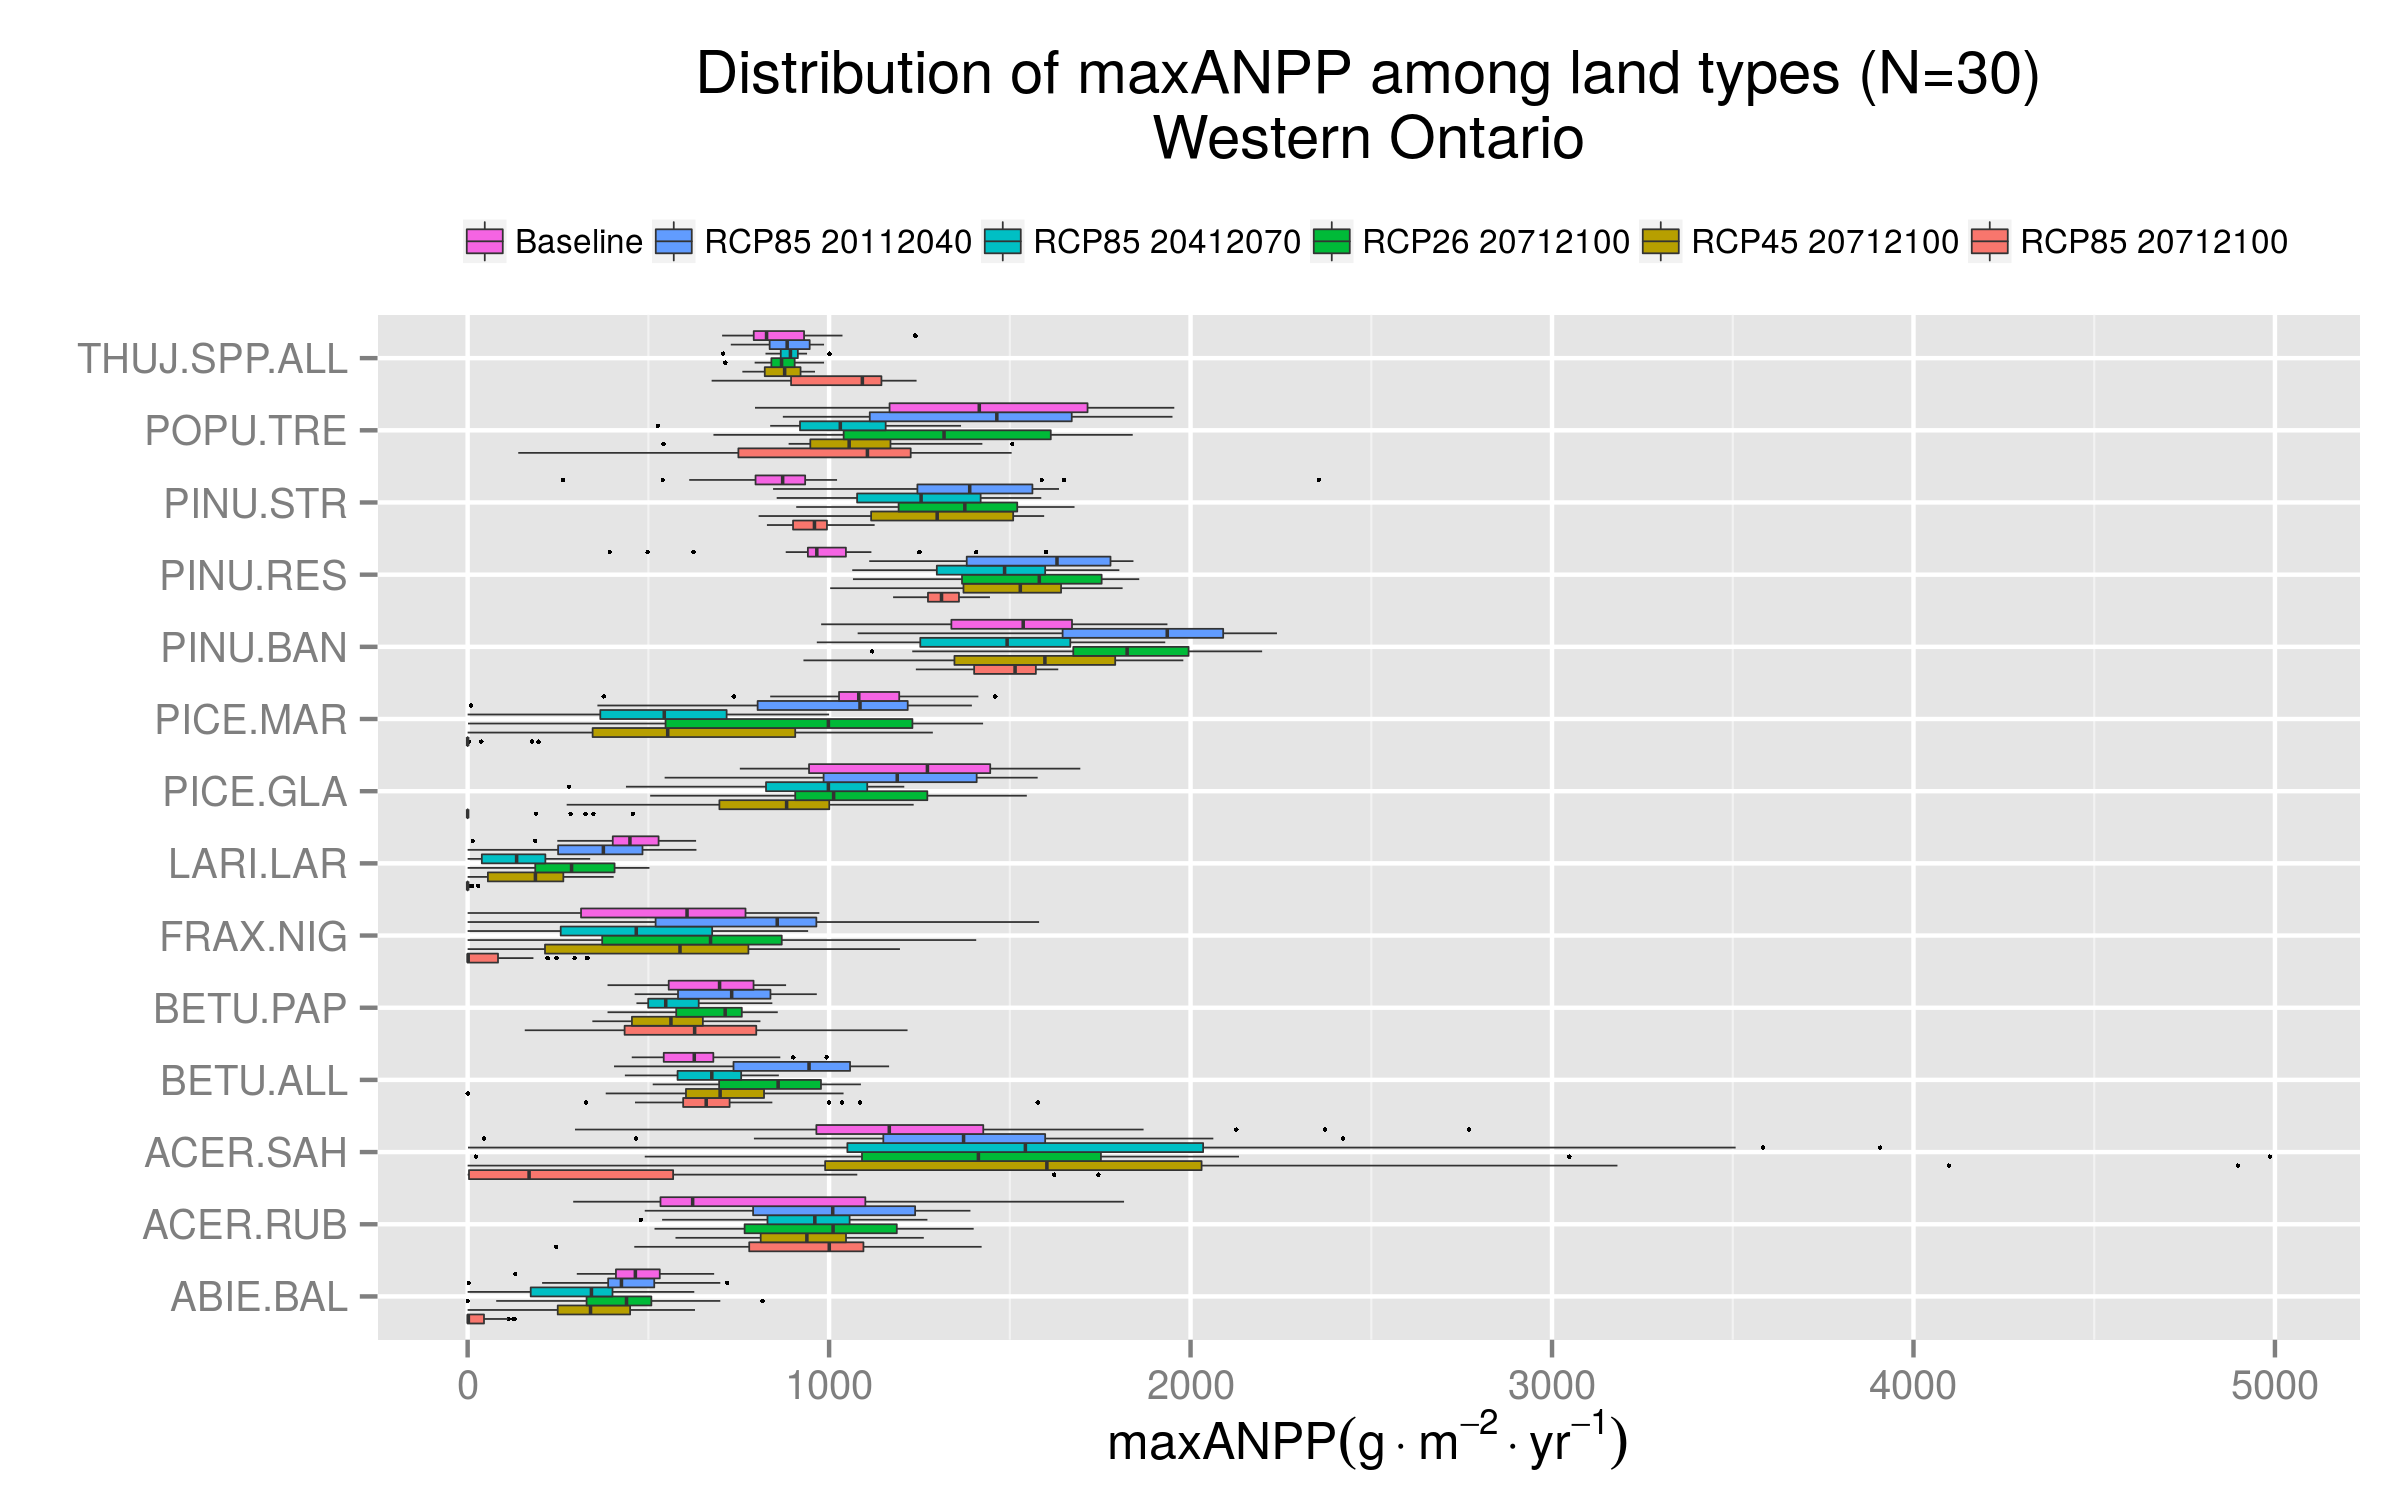 Distribution of maxANPP among land types (N=30)
Western Ontario
Baseline RCP85 20112040 RCP85 20412070 RCP26 20712100 RCP45 20712100 RCP85 20712100
THUJ.SPP.ALL
POPU.TRE
PINU.STR
PINU.RES
PINU.BAN
PICE.MAR
PICE.GLA
LARI.LAR
FRAX.NIG
BETU.PAP
BETU.ALL
ACER.SAH
ACER.RUB
ABIE.BAL
0 1000 2000 3000 4000 5000
maxANPP(g · m⁻² · yr⁻¹)